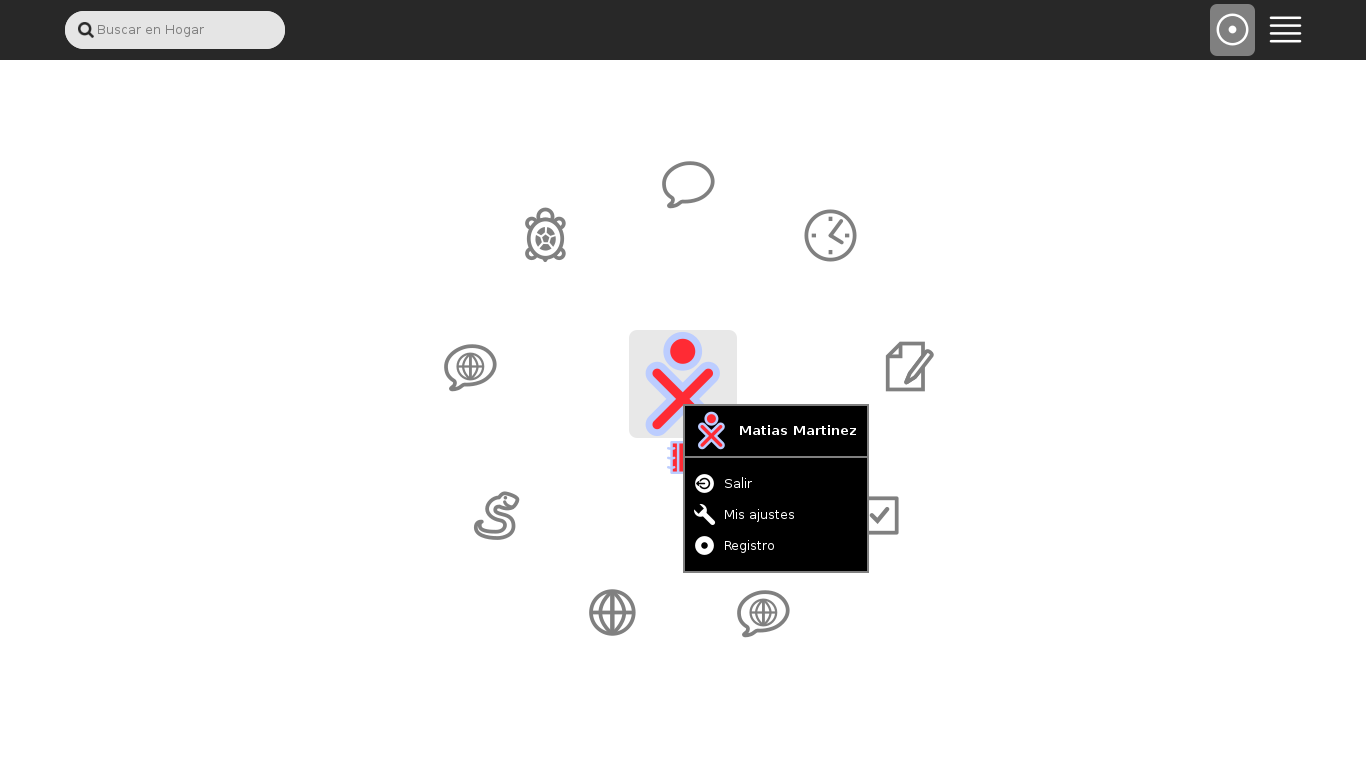 Buscar en Hogar
Matias Martinez
Salir
Mis ajustes
Registro